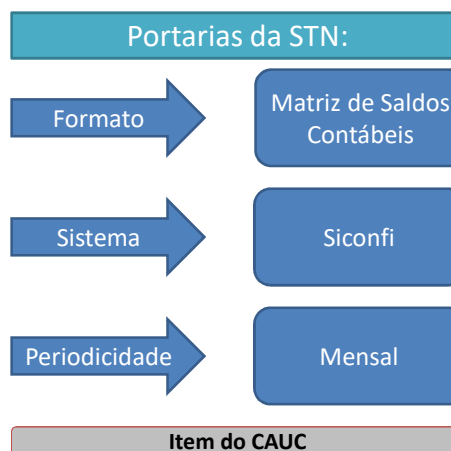 Portarias da STN:
Formato
Matriz de Saldos
Contábeis
Sistema
Siconfi
Periodicidade
Mensal
Item do CAUC